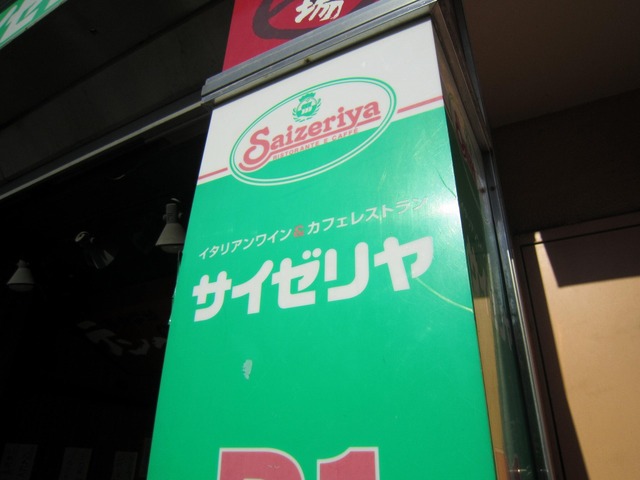 場
Saizeriya
RISTORANTE E CAFFÈ
イタリアンワイン&カフェレストラン
サイゼリヤ
B1